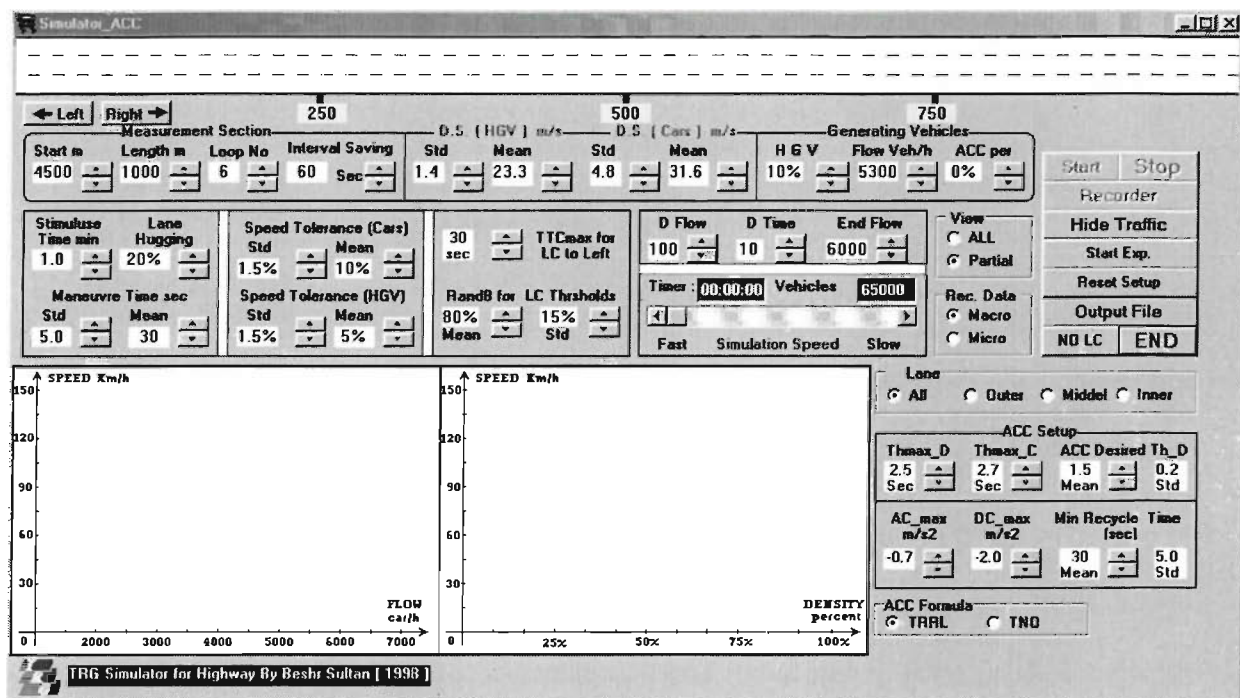 Simulator_ACC
250 500 750
Left Right
Measurement Section D.S. [HGV] m/s D.S [Cars] m/s Generating Vehicles
Start m Length m Loop No Interval Saving Std Mean Std Mean H G V Flow Veh/h ACC per
4500 1000 6 60 Sec 1.4 23.3 4.8 31.6 10% 5300 0%
Start Stop
Recorder
Hide Traffic
Start Exp.
Reset Setup
Output File
NO LC END
Stimuluse
Time min
1.0
Lane
Hugging
20%
Maneuvre Time sec
Std Mean
5.0 30
Speed Tolerance (Cars)
Std Mean
1.5% 10%
Speed Tolerance (HGV)
Std Mean
1.5% 5%
30
sec
TTCmax for
LC to Left
RandB for LC Thrsholds
80% 15%
Mean Std
D Flow D Time End Flow
100 10 6000
Timer : 00:00:00 Vehicles 65000
Fast Simulation Speed Slow
View
ALL
Partial
Rec. Data
Macro
Micro
SPEED Km/h
150
120
90
60
30
FLOW
car/h
0 2000 3000 4000 5000 6000 7000
SPEED Km/h
150
120
90
60
30
DENSITY
percent
0 25% 50% 75% 100%
Lane
All Outer Middel Inner
ACC Setup
Thmax_D Thmax_C ACC Desired Th_D
2.5 2.7 1.5 0.2
Sec Sec Mean Std
AC_max DC_max Min Recycle Time
m/s2 m/s2 [sec]
-0.7 -2.0 30 5.0
Mean Std
ACC Formula
TRRL TNO
TRG Simulator for Highway By Beshr Sultan [ 1998 ]